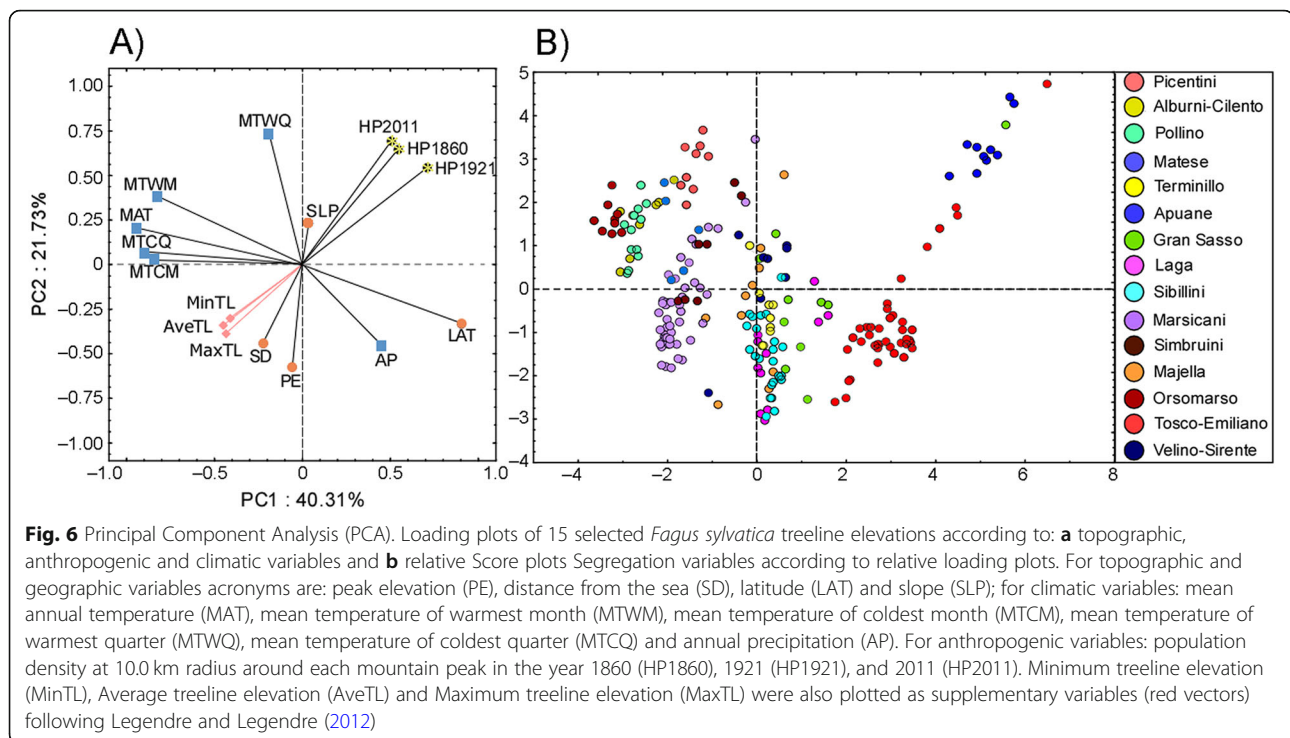 A)
B)
1.00
0.75
0.50
0.25
0
−0.25
−0.50
−0.75
−1.00
PC2 : 21.73%
−1.0
−0.5
0
0.5
1.0
PC1 : 40.31%
MTWQ
HP2011
HP1860
HP1921
MTWM
MAT
MTCQ
MTCM
SLP
MinTL
AveTL
MaxTL
SD
PE
AP
LAT
5
4
3
2
1
0
−1
−2
−3
−4
−4
−2
0
2
4
6
8
Picentini
Alburni-Cilento
Pollino
Matese
Terminillo
Apuane
Gran Sasso
Laga
Sibillini
Marsicani
Simbruini
Majella
Orsomarso
Tosco-Emiliano
Velino-Sirente
Fig. 6 Principal Component Analysis (PCA). Loading plots of 15 selected Fagus sylvatica treeline elevations according to: a topographic,
anthropogenic and climatic variables and b relative Score plots Segregation variables according to relative loading plots. For topographic and
geographic variables acronyms are: peak elevation (PE), distance from the sea (SD), latitude (LAT) and slope (SLP); for climatic variables: mean
annual temperature (MAT), mean temperature of warmest month (MTWM), mean temperature of coldest month (MTCM), mean temperature of
warmest quarter (MTWQ), mean temperature of coldest quarter (MTCQ) and annual precipitation (AP). For anthropogenic variables: population
density at 10.0 km radius around each mountain peak in the year 1860 (HP1860), 1921 (HP1921), and 2011 (HP2011). Minimum treeline elevation
(MinTL), Average treeline elevation (AveTL) and Maximum treeline elevation (MaxTL) were also plotted as supplementary variables (red vectors)
following Legendre and Legendre (2012)